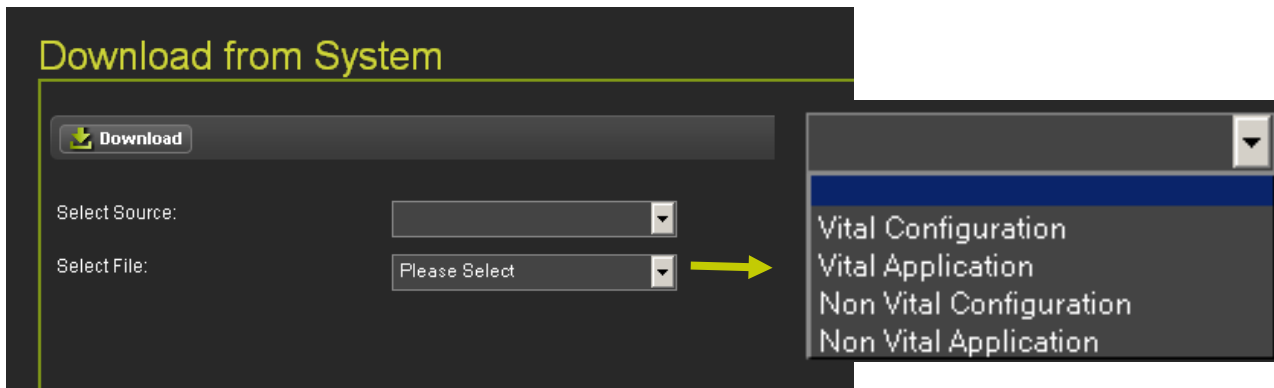 Download from System
Download
Select Source:
Select File:
Please Select
Vital Configuration
Vital Application
Non Vital Configuration
Non Vital Application